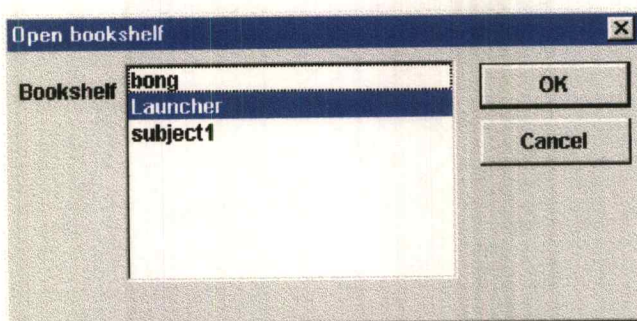 Open bookshelf
Bookshelf
bong
Launcher
subject1
OK
Cancel